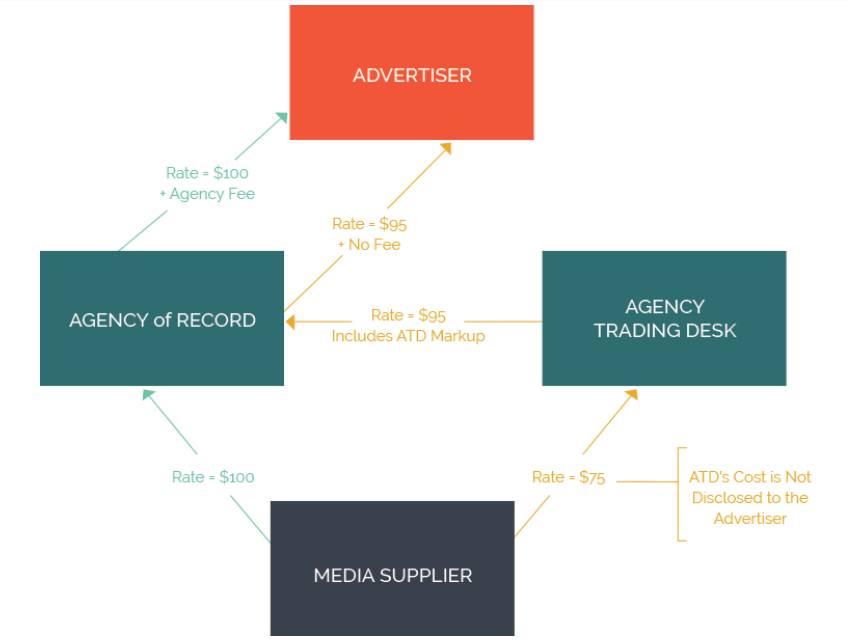 ADVERTISER
Rate = $100
+ Agency Fee
Rate = $95
+ No Fee
AGENCY of RECORD
Rate = $95
Includes ATD Markup
AGENCY
TRADING DESK
Rate = $100
Rate = $75
ATD's Cost is Not
Disclosed to the
Advertiser
MEDIA SUPPLIER